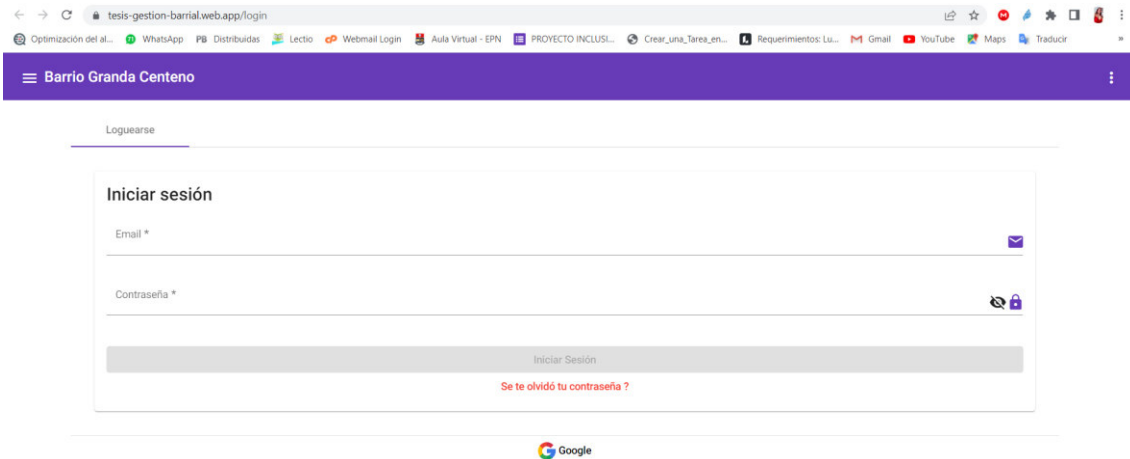 tesis-gestion-barrial.web.app/login
Optimización del al... WhatsApp PB Distribuidas Lectio Webmail Login Aula Virtual - EPN PROYECTO INCLUSI... Crear_una_Tarea_en... Requerimientos: Lu... Gmail YouTube Maps Traducir »
Barrio Granda Centeno
Loguearse
Iniciar sesión
Email *
Contraseña *
Iniciar Sesión
Se te olvidó tu contraseña ?
Google